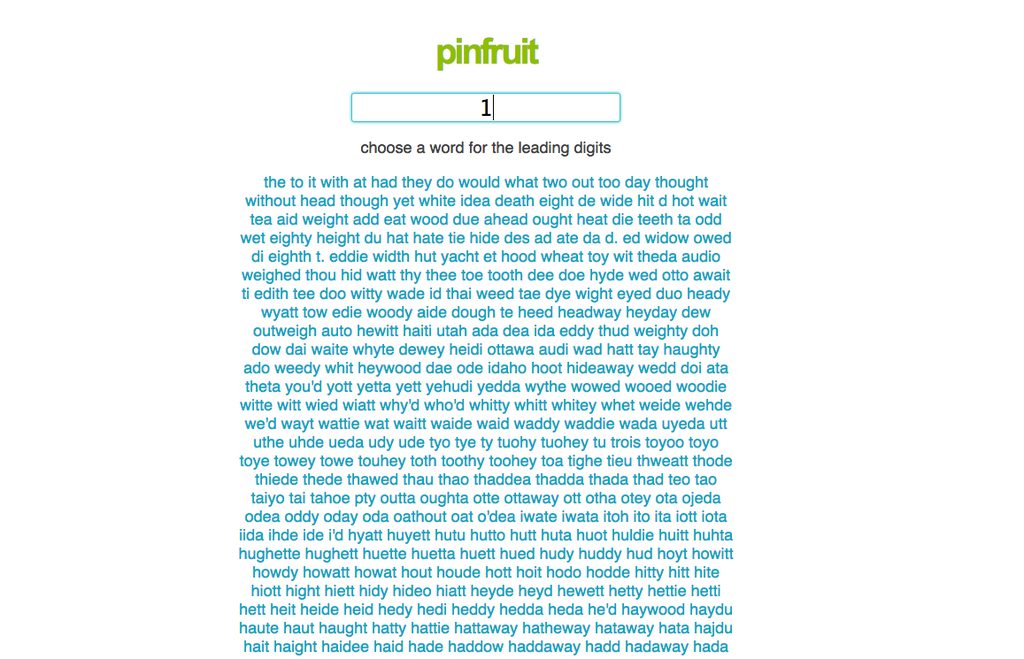 pinfruit
1
choose a word for the leading digits
the to it with at had they do would what two out too day thought
without head though yet white idea death eight de wide hit d hot wait
tea aid weight add eat wood due ahead ought heat die teeth ta odd
wet eighty height du hat hate tie hide des ad ate da d. ed widow owed
di eighth t. eddie width hut yacht et hood wheat toy wit theda audio
weighed thou hid watt thy thee toe tooth dee doe hyde wed otto await
ti edith tee doo witty wade id thai weed tae dye wight eyed duo heady
wyatt tow edie woody aide dough te heed headway heyday dew
outweigh auto hewitt haiti utah ada dea ida eddy thud weighty doh
dow dai waite whyte dewey heidi ottawa audi wad hatt tay haughty
ado weedy whit heywood dae ode idaho hoot hideaway wedd doi ata
theta you'd yott yetta yett yehudi yedda wythe wowed wooed woodie
witte witt wied wiatt why'd who'd whitty whitt whitey whet weide wehde
we'd wayt wattie wat waitt waide waid waddy waddie wada uyeda utt
uthe uhde ueda udy ude tyo tye ty tuohy tuohey tu trois toyoo toyo
toye towey towe touhey toth toothy toohey toa tighe tieu thweatt thode
thiede thede thawed thau thao thaddea thadda thada thad teo tao
taiyo tai tahoe pty outta oughta otte ottaway ott otha otey ota ojeda
odea oddy oday oda oathout oat o'dea iwate iwata itoh ito ita iott iota
iida ihde ide i'd hyatt huyett hutu hutto hutt huta huot huldie huitt huhta
hughette hughett huette huetta huett hued hudy huddy hud hoyt howitt
howdy howatt howat hout houde hott hoit hodo hodde hitty hitt hite
hiott hight hiett hidy hideo hiatt heyde heyd hewett hetty hettie hetti
hett heit heide heid hedy hedi heddy hedda heda he'd haywood haydu
haute haut haught hatty hattie hattaway hatheway hataway hata hajdu
hait haight haidee haid hade haddow haddaway hadd hadaway hada